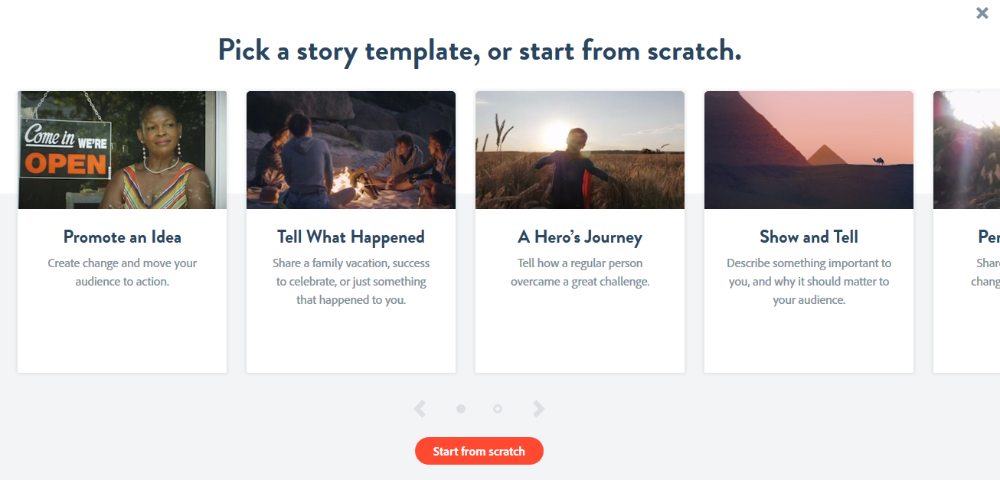 Pick a story template, or start from scratch.
Come in WE'RE
OPEN
Promote an Idea
Create change and move your
audience to action.
Tell What Happened
Share a family vacation, success
to celebrate, or just something
that happened to you.
A Hero's Journey
Tell how a regular person
overcame a great challenge.
Show and Tell
Describe something important to
you, and why it should matter to
your audience.
Start from scratch